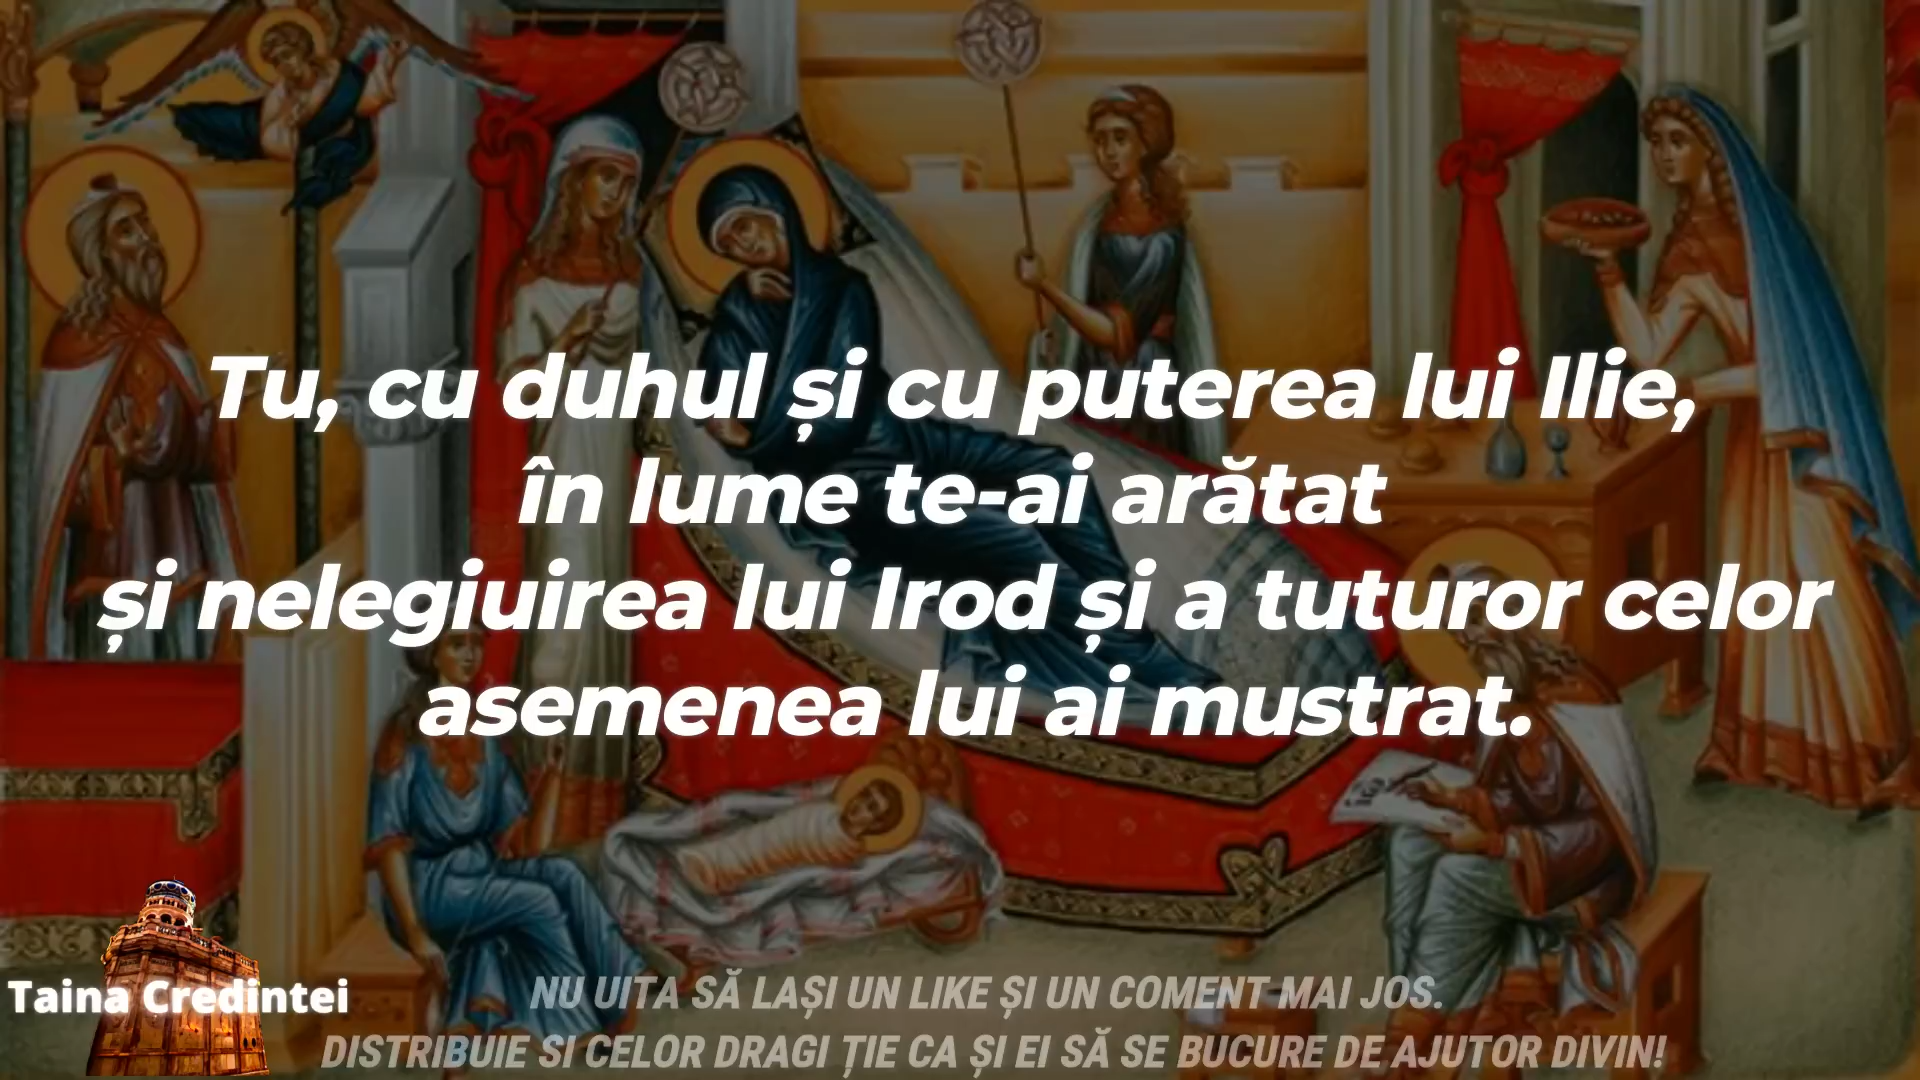 Tu, cu duhul și cu puterea lui Ilie,
în lume te-ai arătat
și nelegiuirea lui Irod și a tuturor celor
asemenea lui ai mustrat.
Taina Credintei
NU UITA SĂ LAȘI UN LIKE ȘI UN COMENT MAI JOS.
DISTRIBUIE SI CELOR DRAGI ȚIE CA ȘI EI SĂ SE BUCURE DE AJUTOR DIVIN!